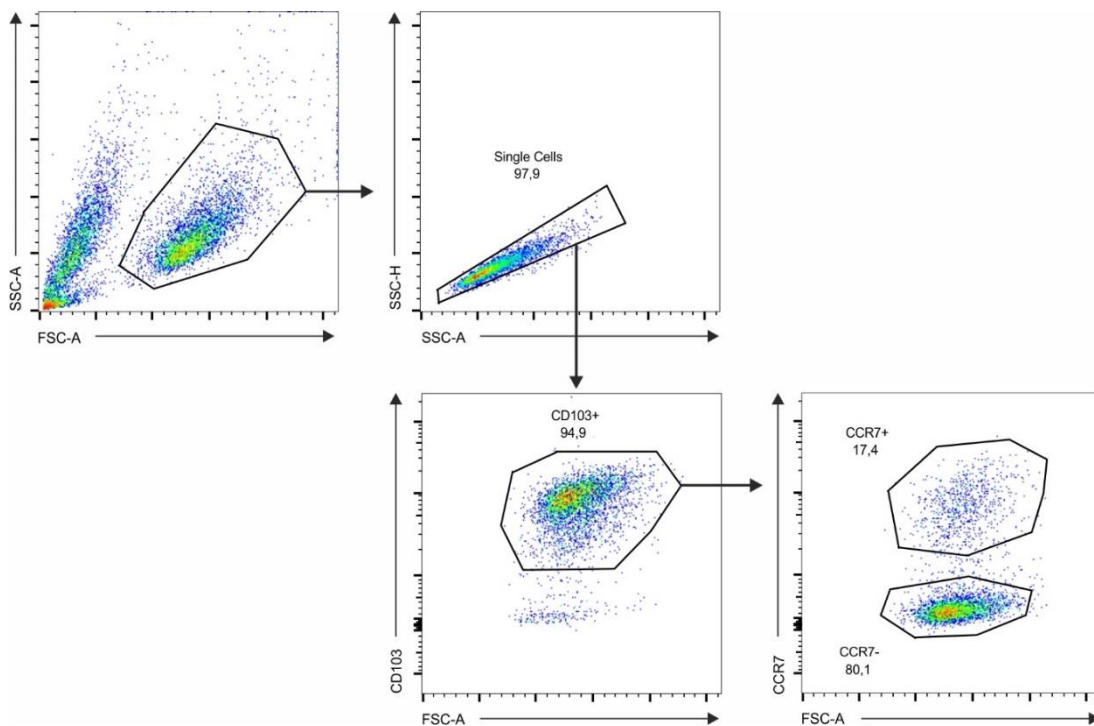 SSC-A
FSC-A
SSC-H
Single Cells
97,9
SSC-A
CD103
CD103+
94,9
FSC-A
CCR7
CCR7+
17,4
CCR7-
80,1
FSC-A